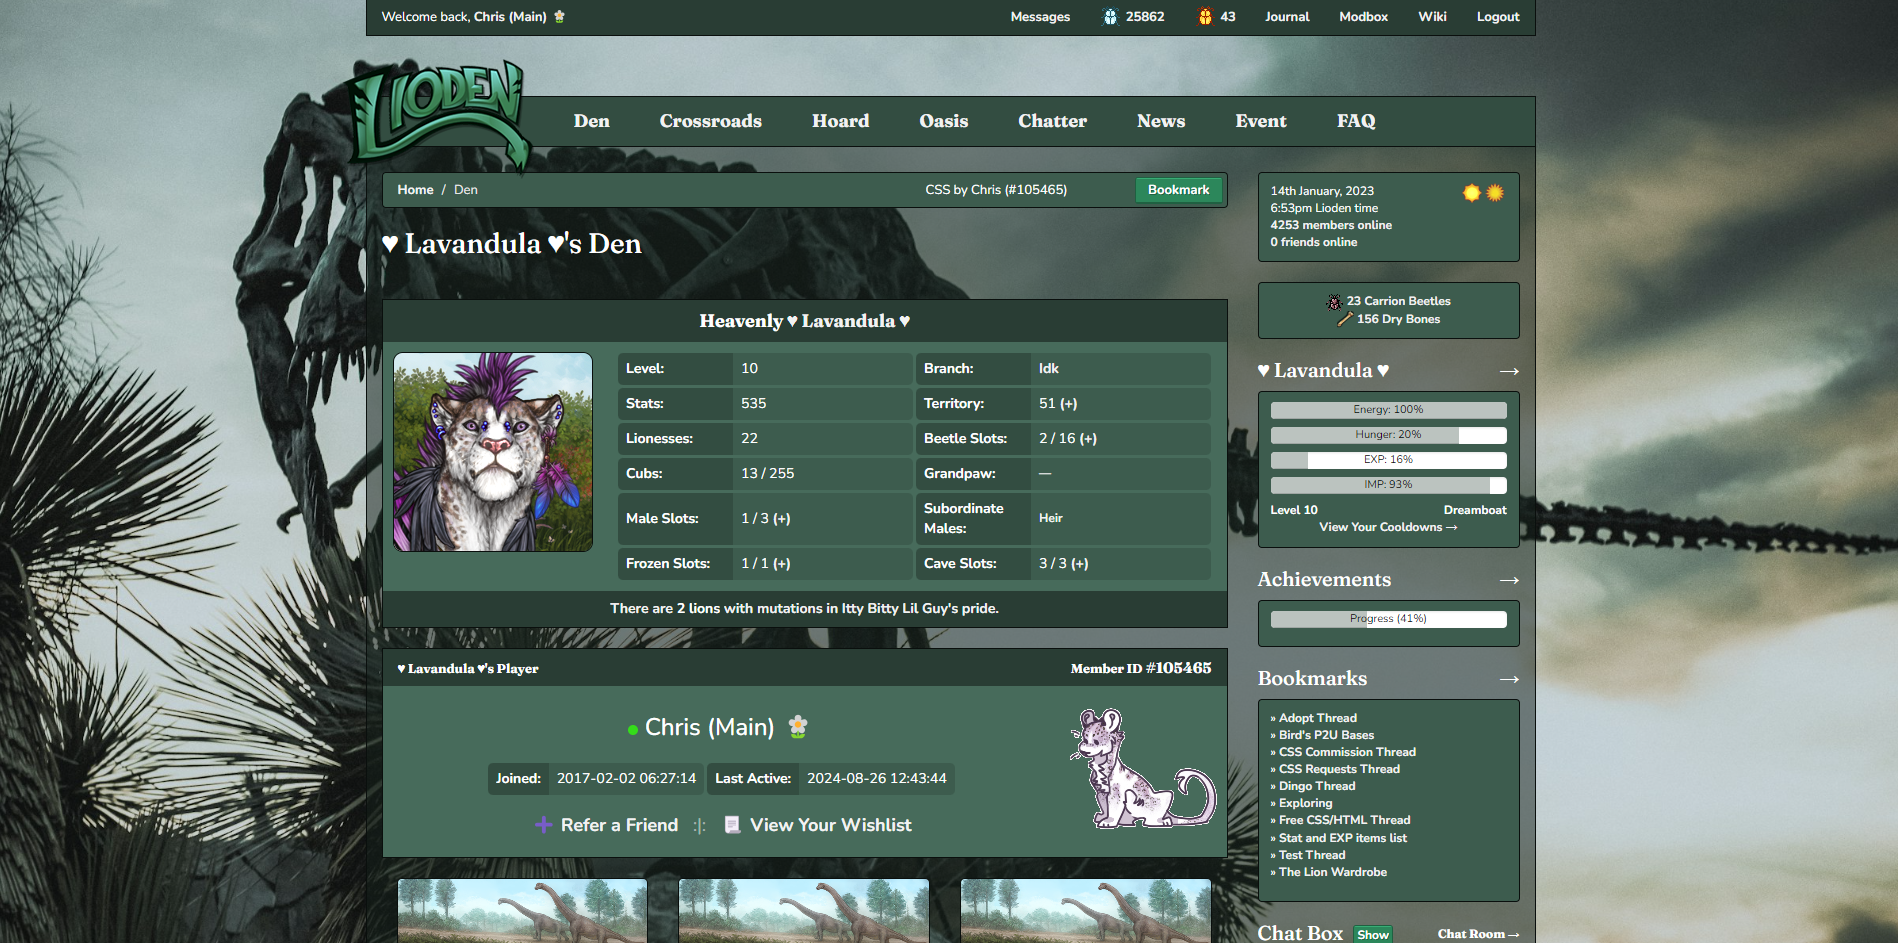 Welcome back, Chris (Main)
Messages 25862 43 Journal Modbox Wiki Logout
LIODEN
Den Crossroads Hoard Oasis Chatter News Event FAQ
Home / Den CSS by Chris (#105465) Bookmark
♥ Lavandula ♥'s Den
Heavenly ♥ Lavandula ♥
Level: 10 Branch: Idk
Stats: 535 Territory: 51 (+)
Lionesses: 22 Beetle Slots: 2 / 16 (+)
Cubs: 13 / 255 Grandpaw: —
Male Slots: 1 / 3 (+) Subordinate Males: Heir
Frozen Slots: 1 / 1 (+) Cave Slots: 3 / 3 (+)
There are 2 lions with mutations in Itty Bitty Lil Guy's pride.
♥ Lavandula ♥'s Player Member ID #105465
Chris (Main)
Joined: 2017-02-02 06:27:14 Last Active: 2024-08-26 12:43:44
Refer a Friend :|: View Your Wishlist
14th January, 2023
6:53pm Lioden time
4253 members online
0 friends online
23 Carrion Beetles
156 Dry Bones
♥ Lavandula ♥ →
Energy: 100%
Hunger: 20%
EXP: 16%
IMP: 93%
Level 10 Dreamboat
View Your Cooldowns →
Achievements →
Progress (41%)
Bookmarks →
» Adopt Thread
» Bird's P2U Bases
» CSS Commission Thread
» CSS Requests Thread
» Dingo Thread
» Exploring
» Free CSS/HTML Thread
» Stat and EXP items list
» Test Thread
» The Lion Wardrobe
Chat Box Show Chat Room →